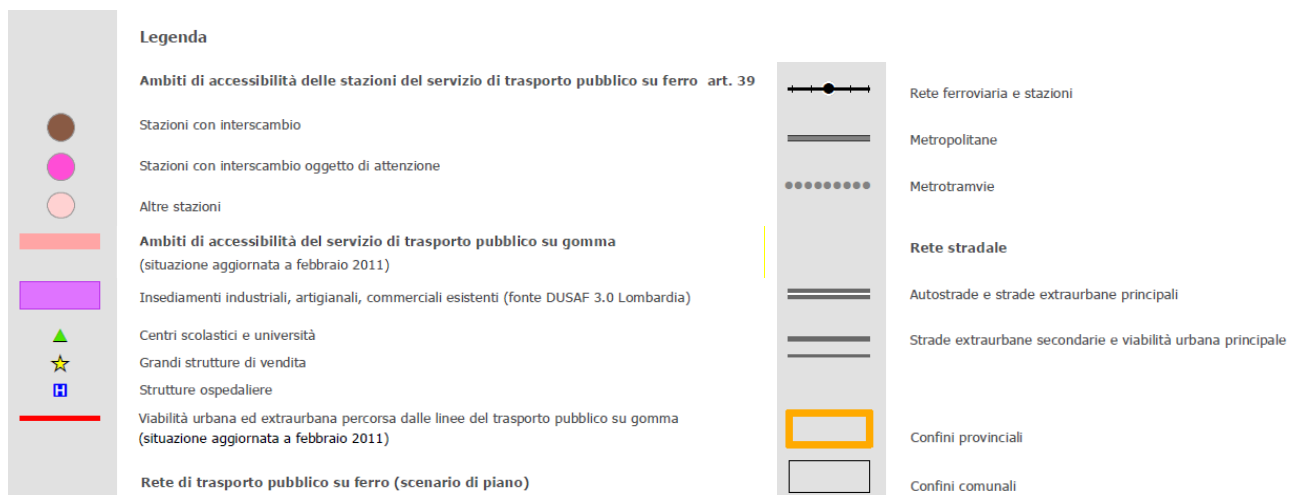 Legenda
Ambiti di accessibilità delle stazioni del servizio di trasporto pubblico su ferro art. 39
Stazioni con interscambio
Stazioni con interscambio oggetto di attenzione
Altre stazioni
Ambiti di accessibilità del servizio di trasporto pubblico su gomma
(situazione aggiornata a febbraio 2011)
Insediamenti industriali, artigianali, commerciali esistenti (fonte DUSAF 3.0 Lombardia)
Centri scolastici e università
Grandi strutture di vendita
H
Strutture ospedaliere
Viabilità urbana ed extraurbana percorsa dalle linee del trasporto pubblico su gomma
(situazione aggiornata a febbraio 2011)
Rete di trasporto pubblico su ferro (scenario di piano)
Rete ferroviaria e stazioni
Metropolitane
Metrotramvie
Rete stradale
Autostrade e strade extraurbane principali
Strade extraurbane secondarie e viabilità urbana principale
Confini provinciali
Confini comunali